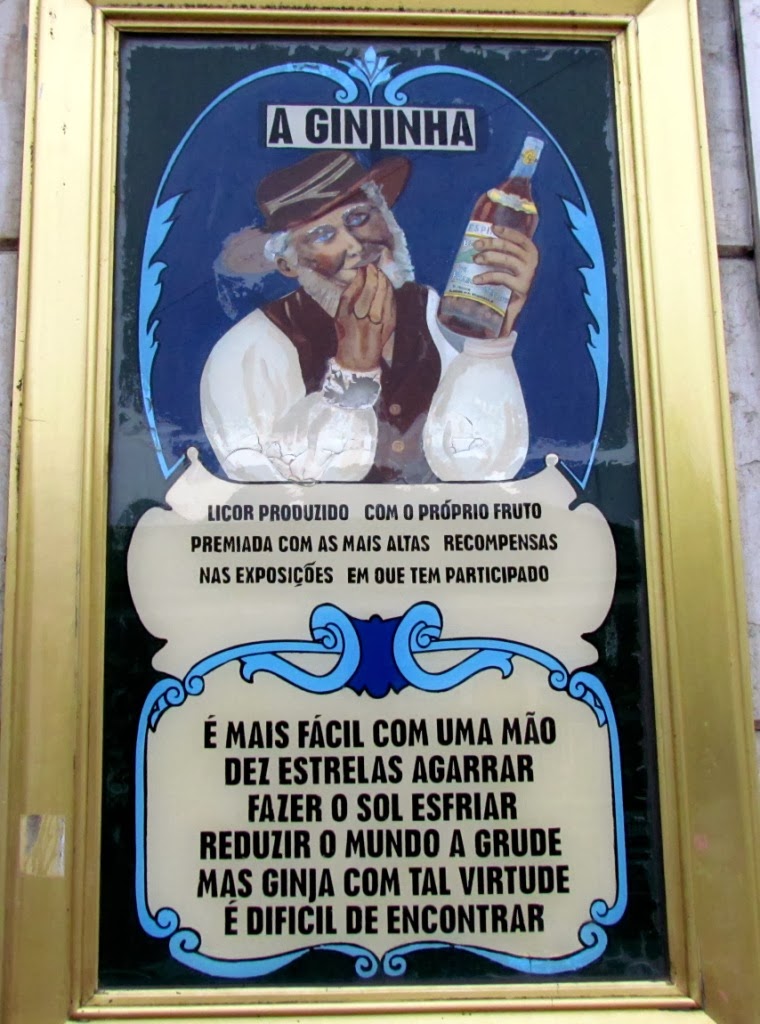 A GINJINHA
ESPI
LICOR PRODUZIDO COM O PRÓPRIO FRUTO
PREMIADA COM AS MAIS ALTAS RECOMPENSAS
NAS EXPOSIÇÕES EM QUE TEM PARTICIPADO
É MAIS FÁCIL COM UMA MÃO
DEZ ESTRELAS AGARRAR
FAZER O SOL ESFRIAR
REDUZIR O MUNDO A GRUDE
MAS GINJA COM TAL VIRTUDE
É DIFICIL DE ENCONTRAR